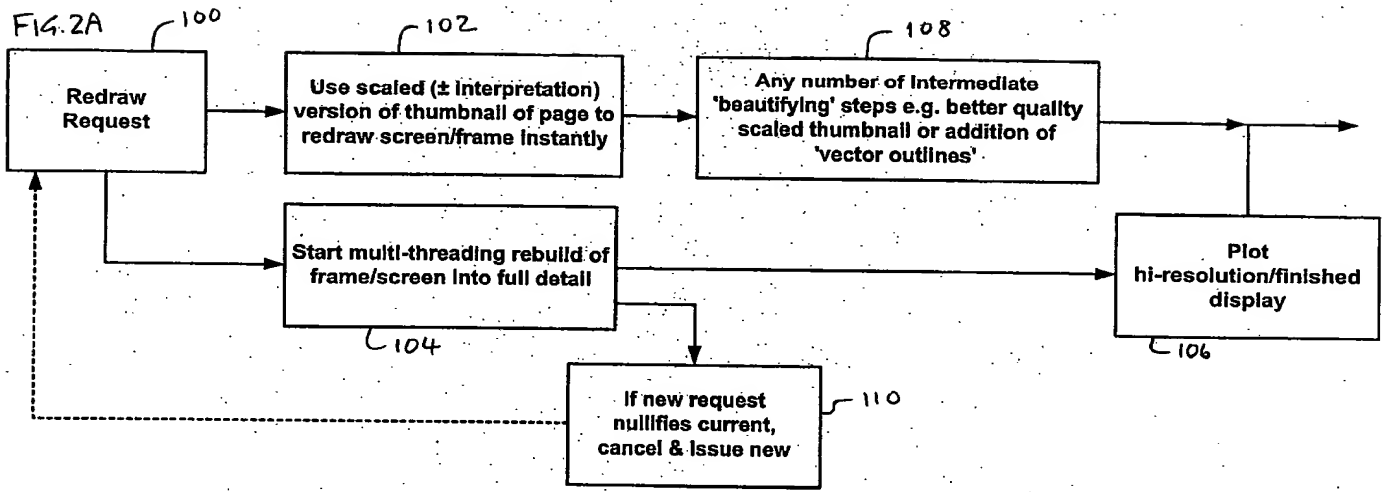 FIG. 2A
100
Redraw
Request
102
Use scaled (± interpretation)
version of thumbnail of page to
redraw screen/frame instantly
108
Any number of intermediate
'beautifying' steps e.g. better quality
scaled thumbnail or addition of
'vector outlines'
Start multi-threading rebuild of
frame/screen into full detail
104
Plot
hi-resolution/finished
display
106
If new request
nullifies current,
cancel & issue new
110